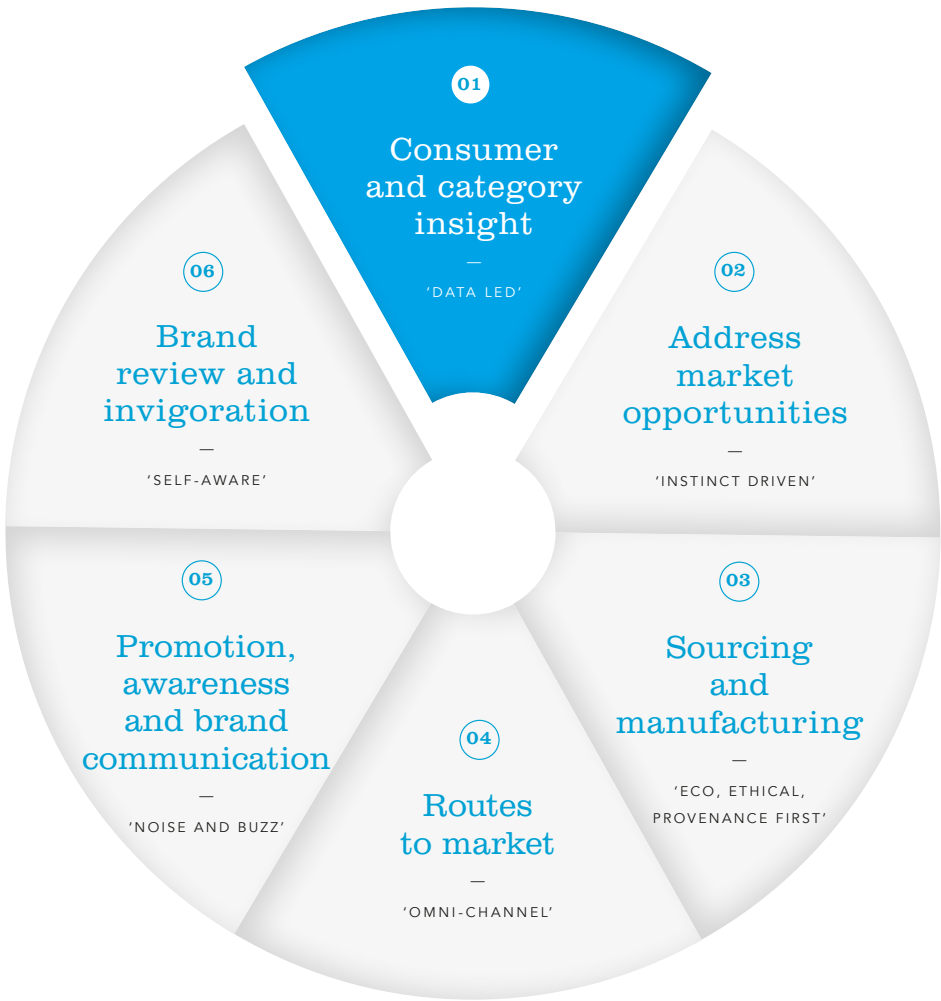 01
Consumer
and category
insight
—
‘DATA LED’
02
Address
market
opportunities
—
‘INSTINCT DRIVEN’
03
Sourcing
and
manufacturing
—
‘ECO, ETHICAL,
PROVENANCE FIRST’
04
Routes
to market
—
‘OMNI-CHANNEL’
05
Promotion,
awareness
and brand
communication
—
‘NOISE AND BUZZ’
06
Brand
review and
invigoration
—
‘SELF-AWARE’